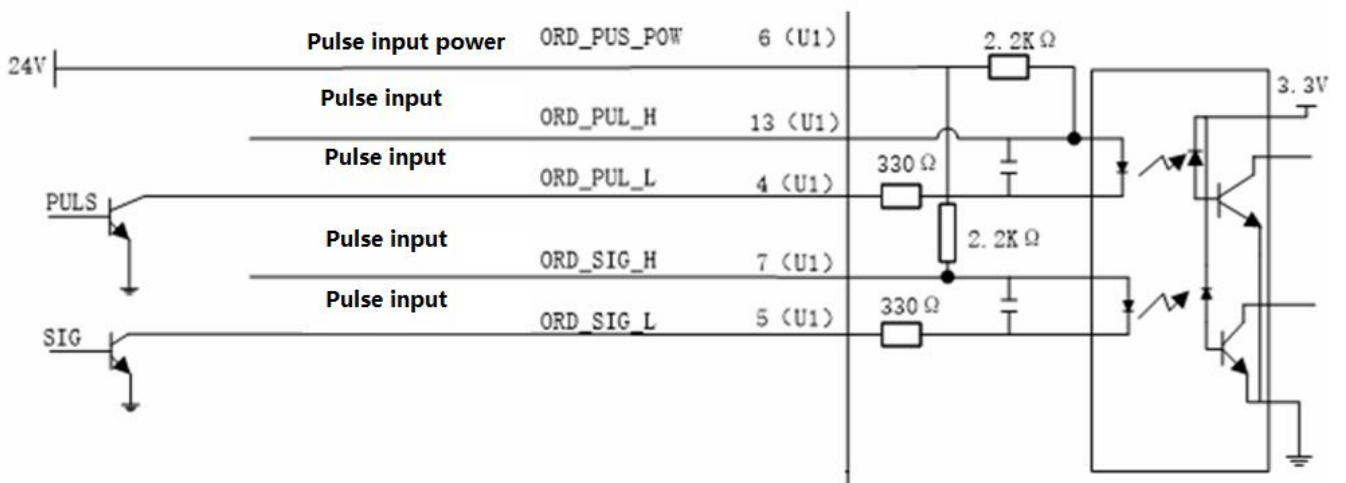 Pulse input power ORD_PUS_POW 6 (U1) 2.2KΩ
24V
3.3V
Pulse input
ORD_PUL_H 13 (U1)
Pulse input 330Ω
ORD_PUL_L 4 (U1)
PULS
Pulse input 2.2KΩ
ORD_SIG_H 7 (U1)
Pulse input 330Ω
ORD_SIG_L 5 (U1)
SIG